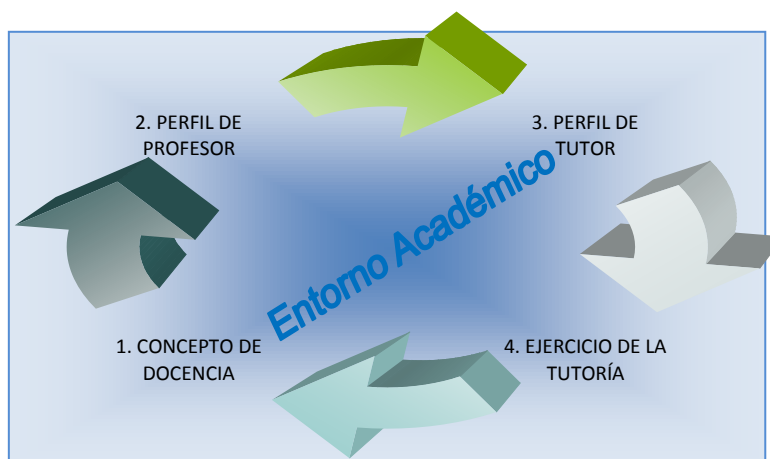 2. PERFIL DE
PROFESOR
3. PERFIL DE
TUTOR
Entorno Académico
1. CONCEPTO DE
DOCENCIA
4. EJERCICIO DE LA
TUTORÍA